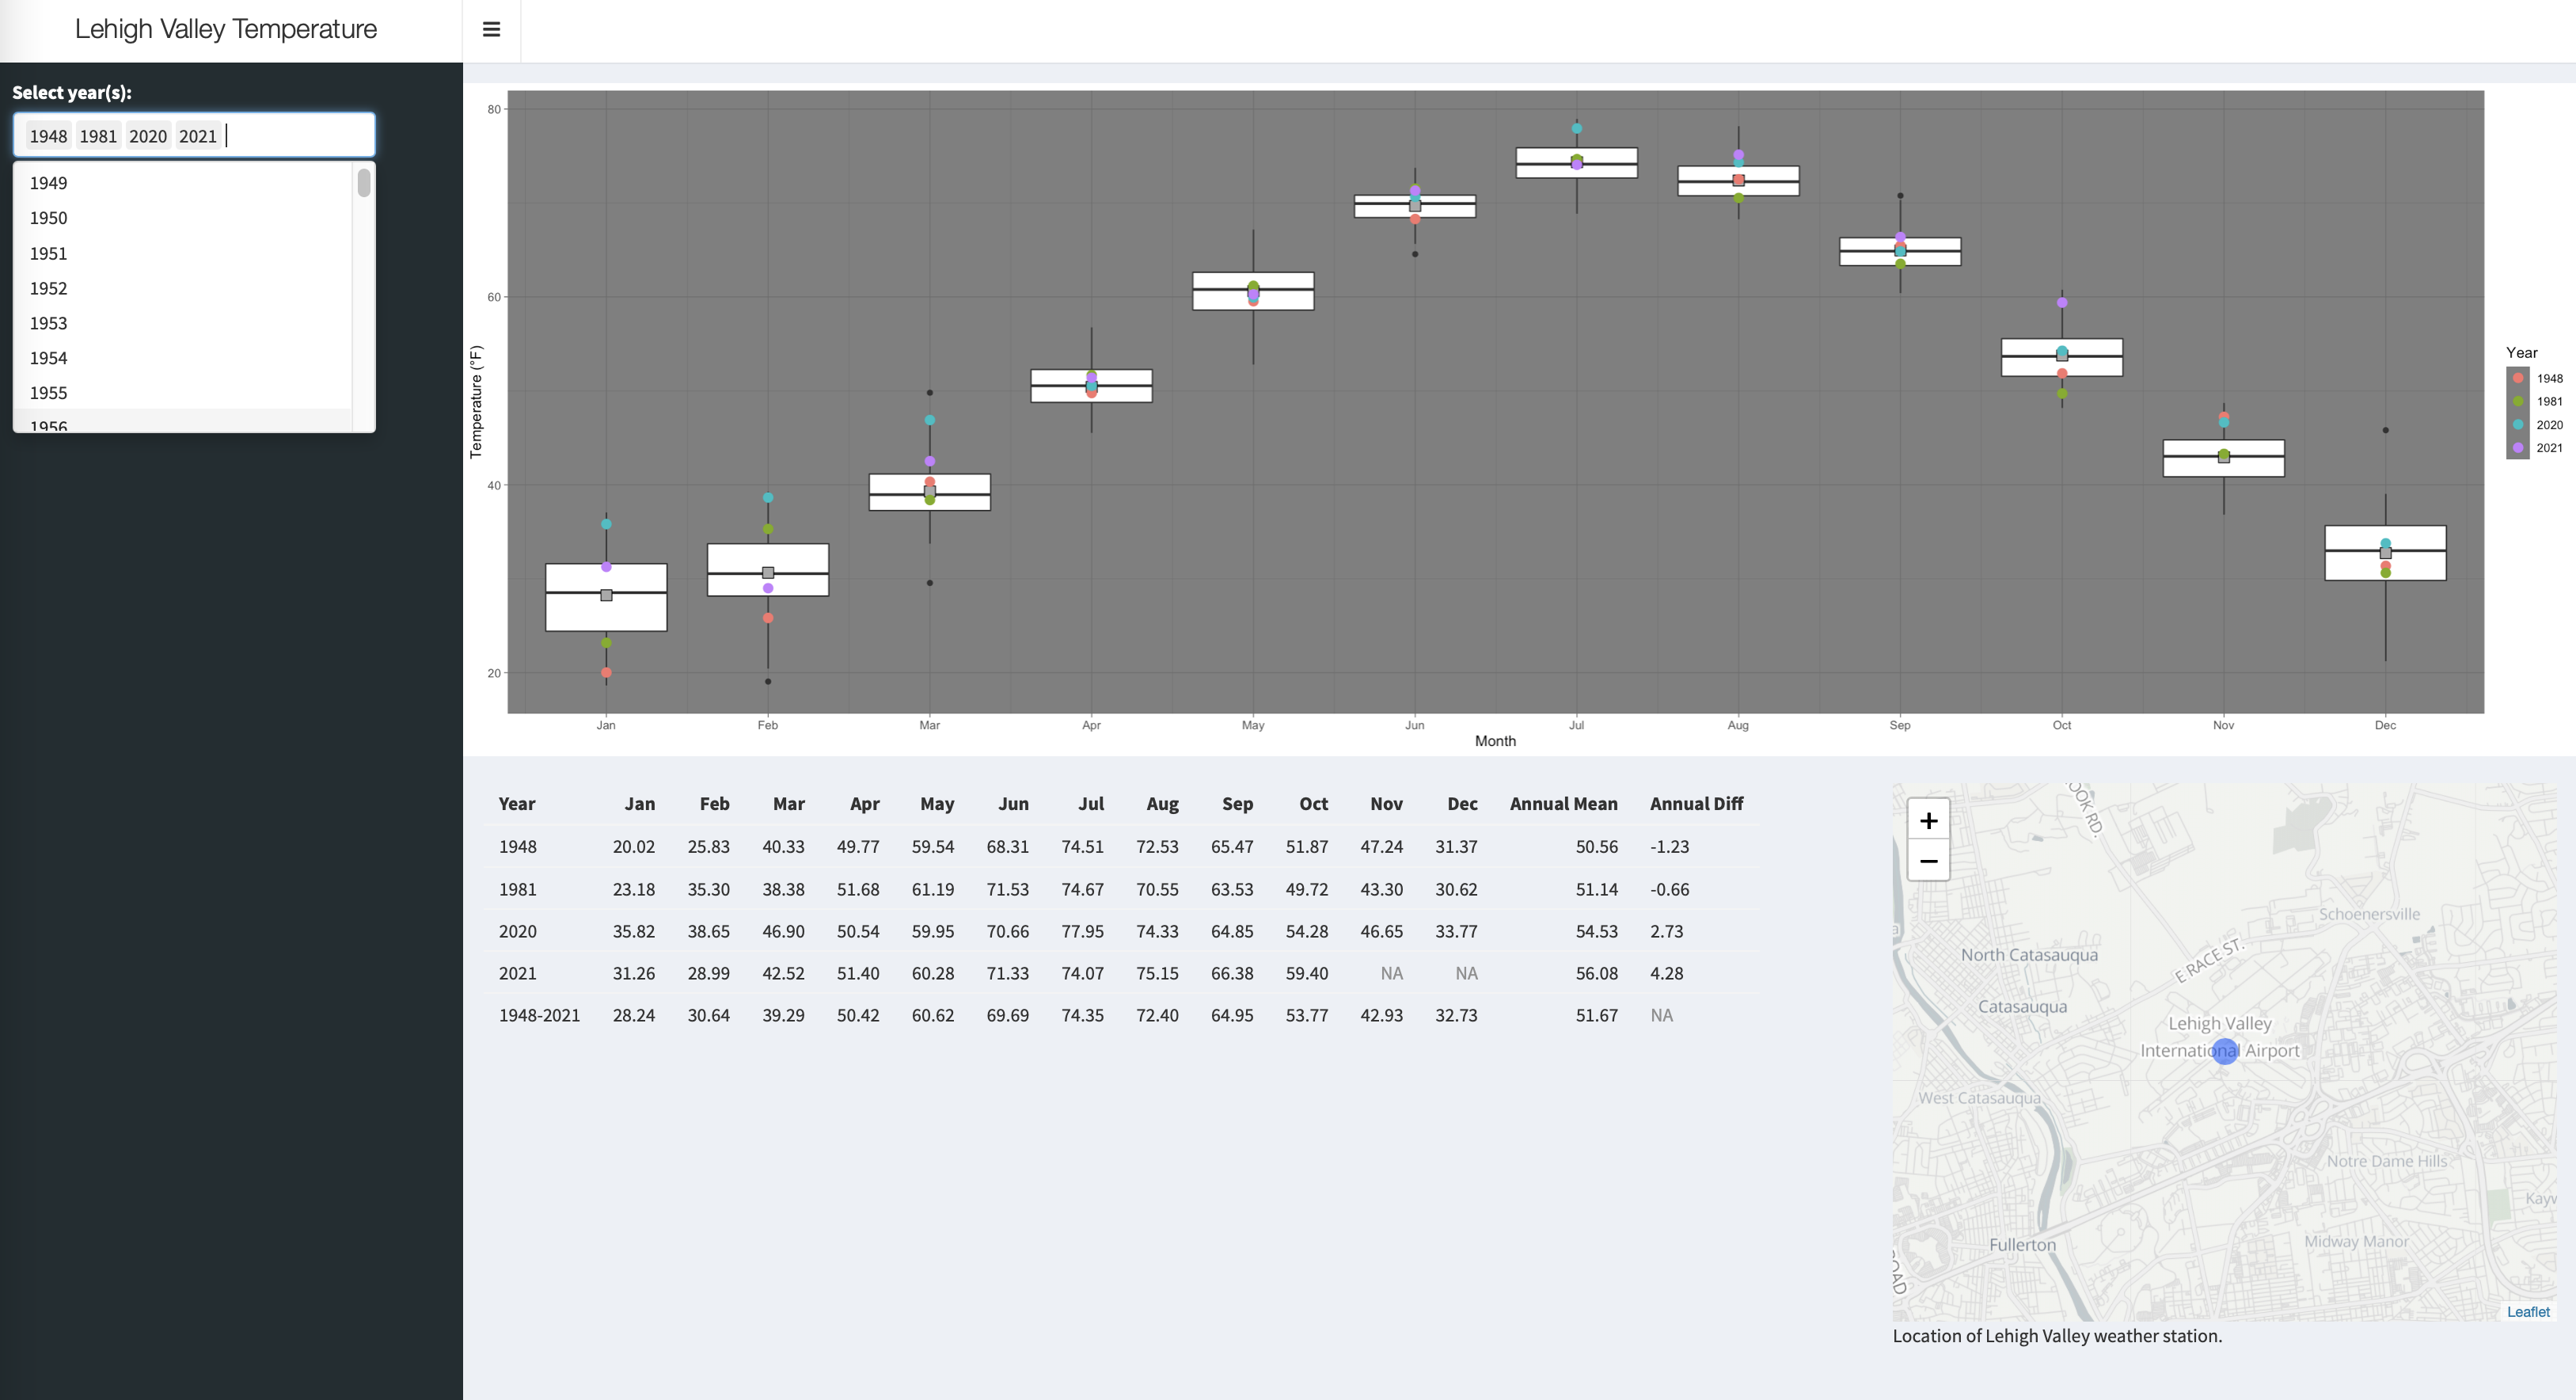 Lehigh Valley Temperature
Select year(s):
1948 1981 2020 2021
1949
1950
1951
1952
1953
1954
1955
1956
80
60
40
20
Temperature (°F)
Jan Feb Mar Apr May Jun Jul Aug Sep Oct Nov Dec
Month
Year
1948
1981
2020
2021
Year Jan Feb Mar Apr May Jun Jul Aug Sep Oct Nov Dec Annual Mean Annual Diff
1948 20.02 25.83 40.33 49.77 59.54 68.31 74.51 72.53 65.47 51.87 47.24 31.37 50.56 -1.23
1981 23.18 35.30 38.38 51.68 61.19 71.53 74.67 70.55 63.53 49.72 43.30 30.62 51.14 -0.66
2020 35.82 38.65 46.90 50.54 59.95 70.66 77.95 74.33 64.85 54.28 46.65 33.77 54.53 2.73
2021 31.26 28.99 42.52 51.40 60.28 71.33 74.07 75.15 66.38 59.40 NA NA 56.08 4.28
1948-2021 28.24 30.64 39.29 50.42 60.62 69.69 74.35 72.40 64.95 53.77 42.93 32.73 51.67 NA
+
−
OOK RD.
Schoenersville
E RACE ST.
North Catasauqua
Catasauqua
Lehigh Valley
International Airport
West Catasauqua
Notre Dame Hills
Kayw
Midway Manor
Fullerton
OAD
Leaflet
Location of Lehigh Valley weather station.